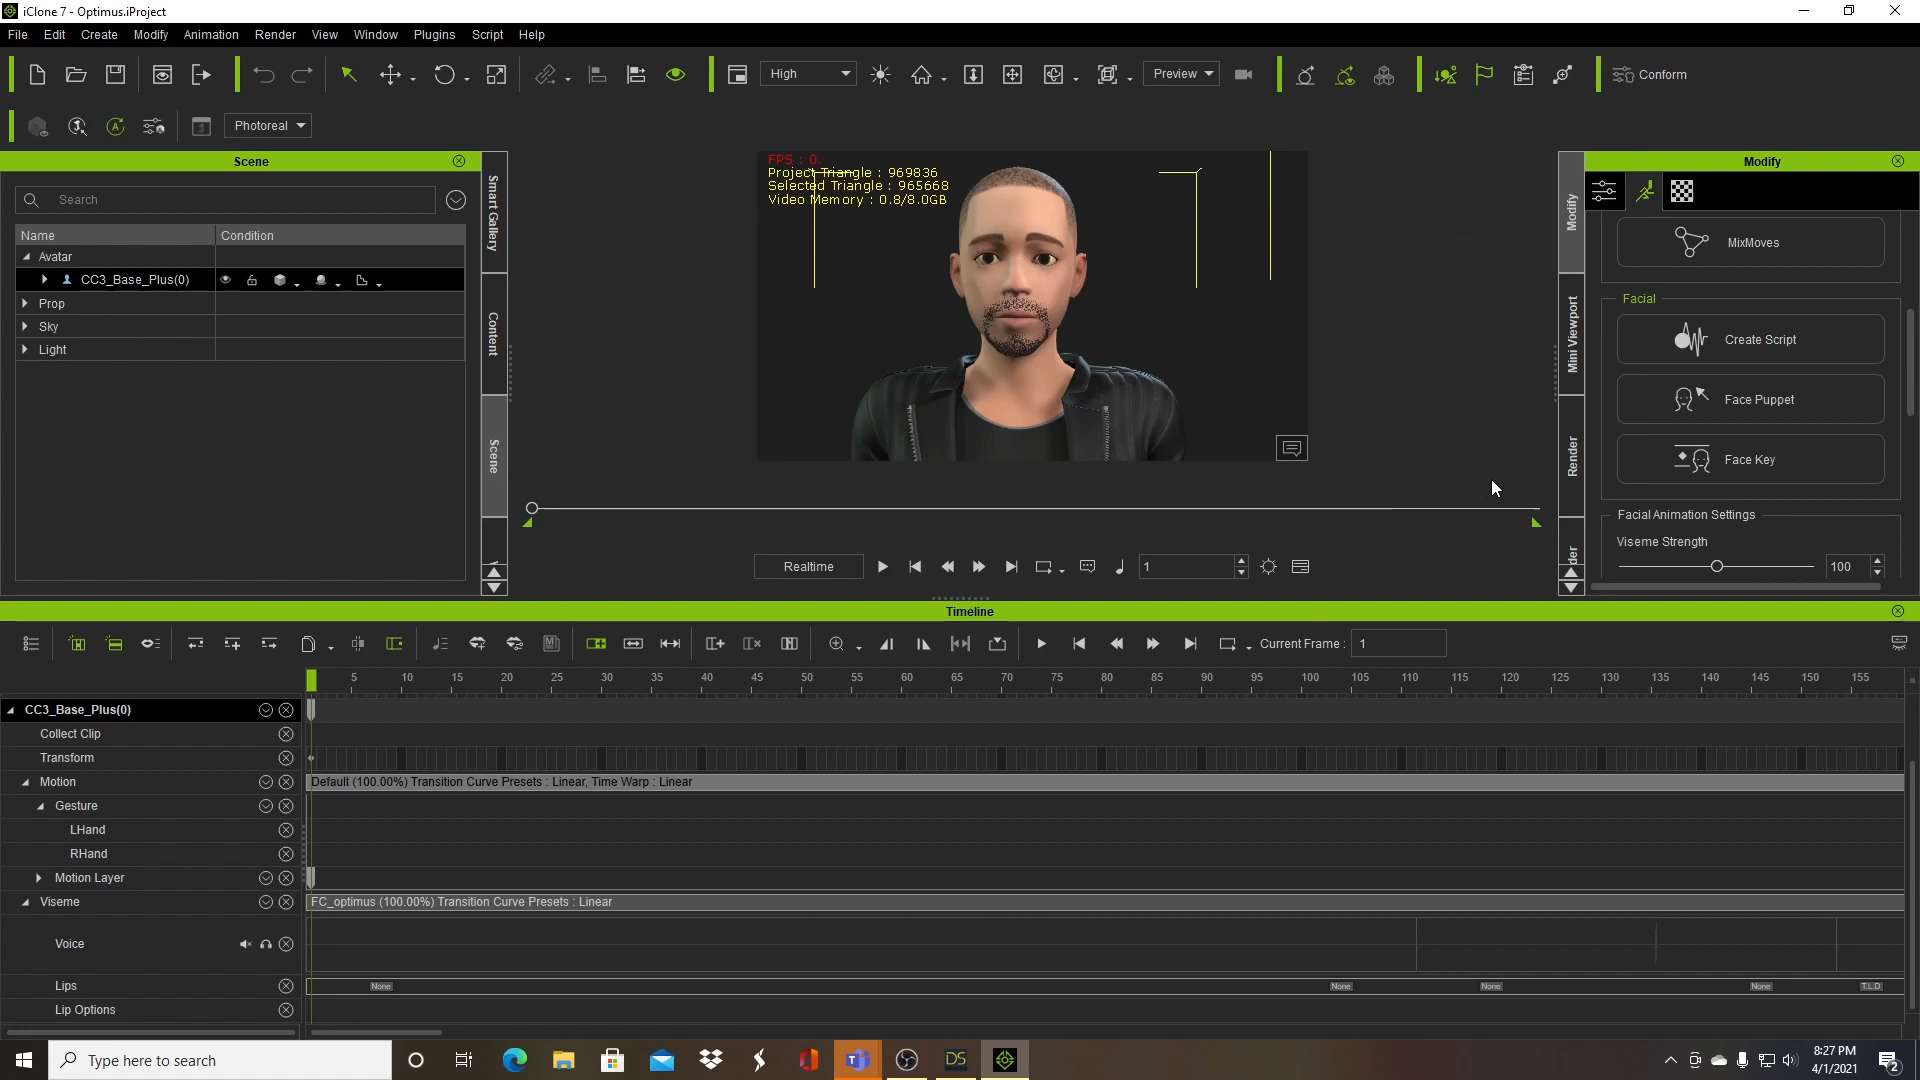 iClone 7 - Optimus.iProject
File Edit Create Modify Animation Render View Window Plugins Script Help
High Preview Conform
Photoreal
Scene
Search
Name Condition
Avatar
CC3_Base_Plus(0)
Prop
Sky
Light
Smart Gallery
Content
Scene
FPS : 0.
Project Triangle : 969836
Selected Triangle : 965668
Video Memory : 0.8/8.0GB
Modify
Mini Viewport
Render
Modify
MixMoves
Facial
Create Script
Face Puppet
Face Key
Facial Animation Settings
Viseme Strength
100
Realtime 1
Timeline
Current Frame : 1
5 10 15 20 25 30 35 40 45 50 55 60 65 70 75 80 85 90 95 100 105 110 115 120 125 130 135 140 145 150 155
CC3_Base_Plus(0)
Collect Clip
Transform
Motion Default (100.00%) Transition Curve Presets : Linear, Time Warp : Linear
Gesture
LHand
RHand
Motion Layer
Viseme FC_optimus (100.00%) Transition Curve Presets : Linear
Voice
Lips None None None None T.L.D
Lip Options
Type here to search
DS
8:27 PM
4/1/2021
2